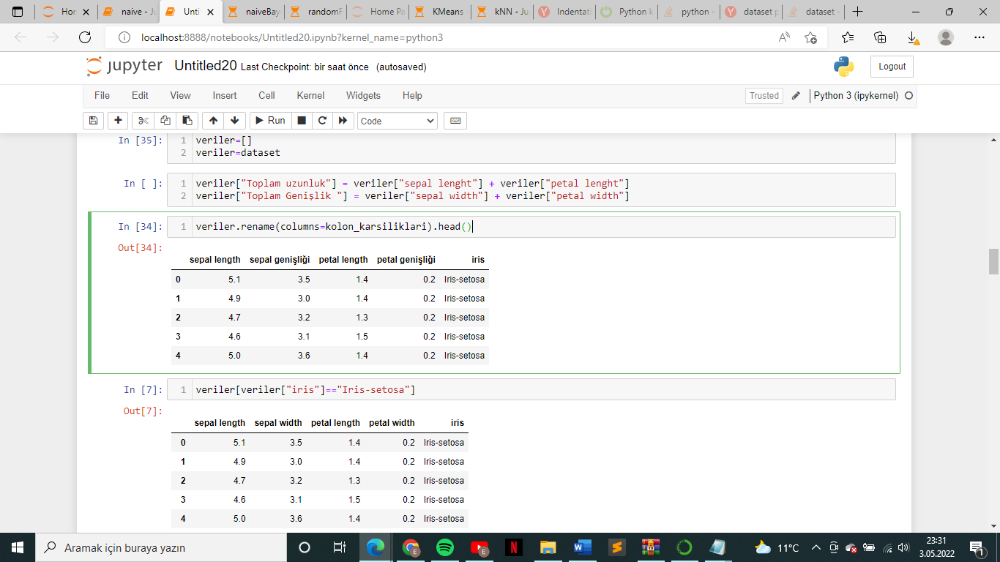 Hor
naive - Ju
Unti
naiveBay
randomF
Home Pa
KMeans -
kNN - Ju
Indentati
Python k
python -
dataset p
dataset -
localhost:8888/notebooks/Untitled20.ipynb?kernel_name=python3
jupyter Untitled20 Last Checkpoint: bir saat önce (autosaved)
Logout
File Edit View Insert Cell Kernel Widgets Help
Trusted Python 3 (ipykernel)
Run Code
In [35]: 1 veriler=[]
2 veriler=dataset
In [ ]: 1 veriler["Toplam uzunluk"] = veriler["sepal lenght"] + veriler["petal lenght"]
2 veriler["Toplam Genişlik "] = veriler["sepal width"] + veriler["petal width"]
In [34]: 1 veriler.rename(columns=kolon_karsiliklari).head()
Out[34]:
sepal length sepal genişliği petal length petal genişliği iris
0 5.1 3.5 1.4 0.2 Iris-setosa
1 4.9 3.0 1.4 0.2 Iris-setosa
2 4.7 3.2 1.3 0.2 Iris-setosa
3 4.6 3.1 1.5 0.2 Iris-setosa
4 5.0 3.6 1.4 0.2 Iris-setosa
In [7]: 1 veriler[veriler["iris"]=="Iris-setosa"]
Out[7]:
sepal length sepal width petal length petal width iris
0 5.1 3.5 1.4 0.2 Iris-setosa
1 4.9 3.0 1.4 0.2 Iris-setosa
2 4.7 3.2 1.3 0.2 Iris-setosa
3 4.6 3.1 1.5 0.2 Iris-setosa
4 5.0 3.6 1.4 0.2 Iris-setosa
Aramak için buraya yazın
11°C
23:31
3.05.2022
1